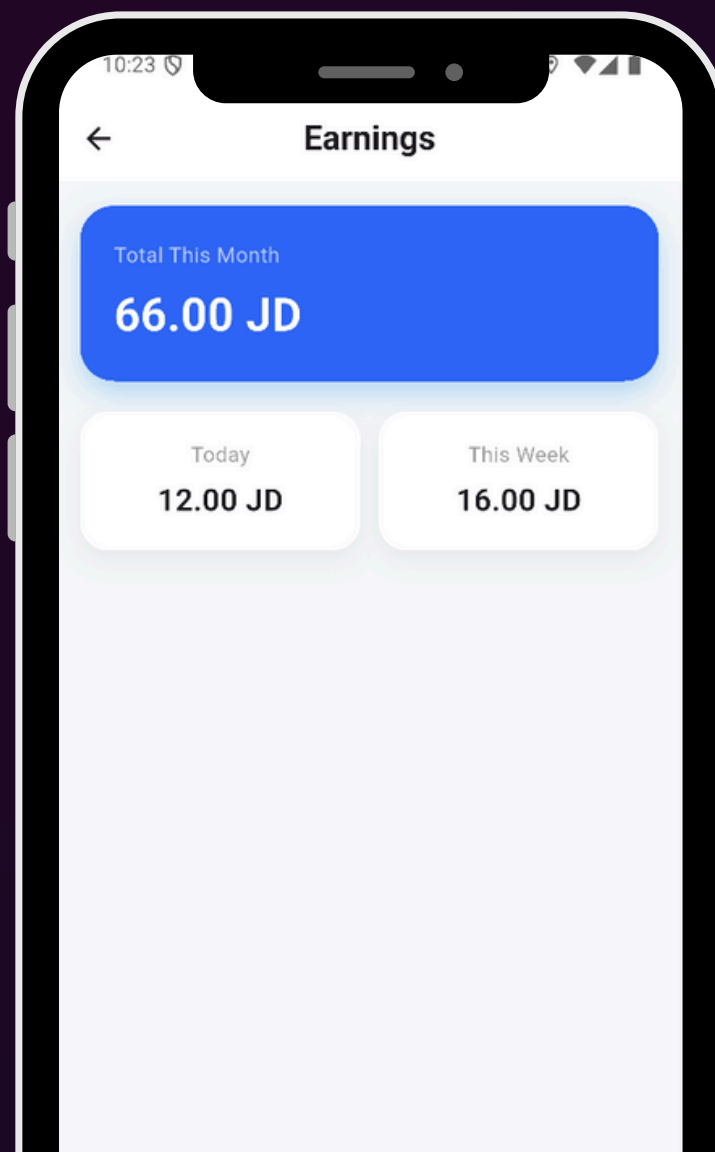 10:23
Earnings
Total This Month
66.00 JD
Today
12.00 JD
This Week
16.00 JD